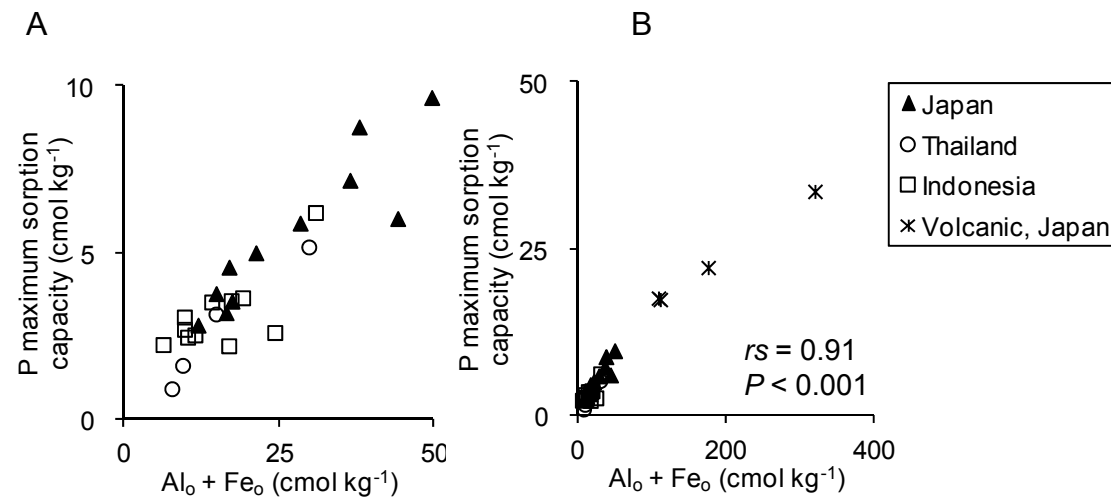 A
B
10
5
0
0
25
50
P maximum sorption
capacity (cmol kg⁻¹)
Alₒ + Feₒ (cmol kg⁻¹)
50
25
0
0
200
400
P maximum sorption
capacity (cmol kg⁻¹)
Alₒ + Feₒ (cmol kg⁻¹)
rs = 0.91
P < 0.001
Japan
Thailand
Indonesia
Volcanic, Japan